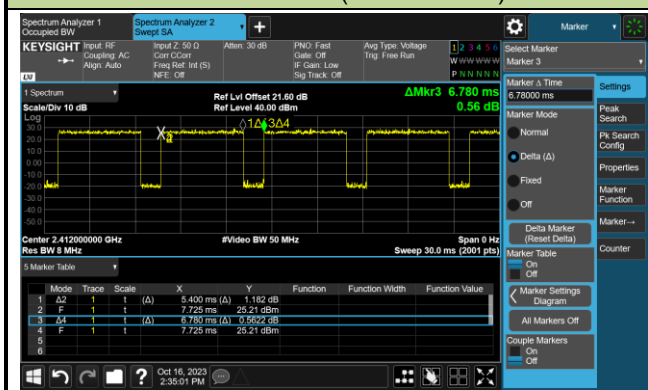 Spectrum Analyzer 1
Occupied BW
Spectrum Analyzer 2
Swept SA
Marker
KEYSIGHT
Input: RF
Coupling: AC
Align: Auto
Input Z: 50 Ω
Corr CCorr
Freq Ref: Int (S)
NFE: Off
Atten: 30 dB
PNO: Fast
Gate: Off
IF Gain: Low
Sig Track: Off
Avg Type: Voltage
Trig: Free Run
1 2 3 4 5 6
W W W W W W
P N N N N N
LXI
1 Spectrum
Scale/Div 10 dB
Ref Lvl Offset 21.60 dB
Ref Level 40.00 dBm
ΔMkr3 6.780 ms
0.56 dB
Log
30.0
20.0
10.0
0.00
-10.0
-20.0
-30.0
-40.0
-50.0
Center 2.412000000 GHz
Res BW 8 MHz
#Video BW 50 MHz
Span 0 Hz
Sweep 30.0 ms (2001 pts)
5 Marker Table
Mode Trace Scale X Y Function Function Width Function Value
1 Δ2 1 t (Δ) 5.400 ms (Δ) 1.182 dB
2 F 1 t 7.725 ms 25.21 dBm
3 Δ4 1 t (Δ) 6.780 ms (Δ) 0.5622 dB
4 F 1 t 7.725 ms 25.21 dBm
5
6
Oct 16, 2023
2:35:01 PM
Select Marker
Marker 3
Marker Δ Time
6.78000 ms
Marker Mode
Normal
Delta (Δ)
Fixed
Off
Delta Marker
(Reset Delta)
Marker Table
On
Off
Marker Settings
Diagram
All Markers Off
Couple Markers
On
Off
Settings
Peak
Search
Pk Search
Config
Properties
Marker
Function
Marker→
Counter